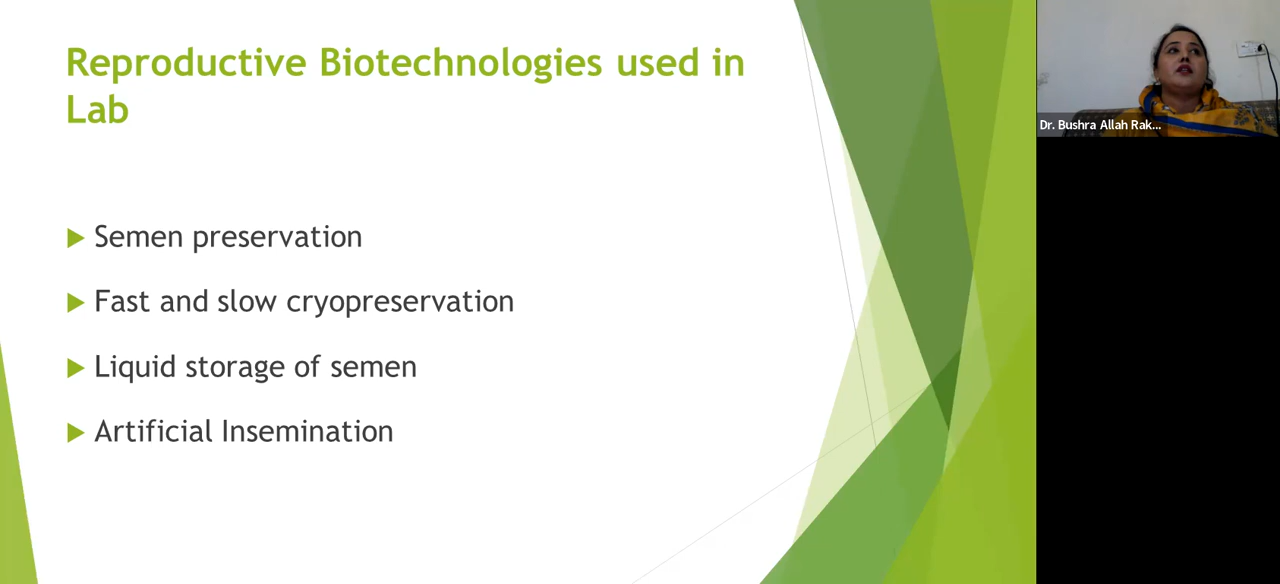 Reproductive Biotechnologies used in
Lab
Semen preservation
Fast and slow cryopreservation
Liquid storage of semen
Artificial Insemination
Dr. Bushra Allah Rak...